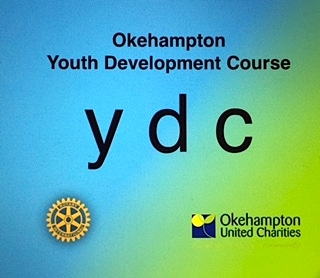 Okehampton
Youth Development Course
y d c
Okehampton
United Charities